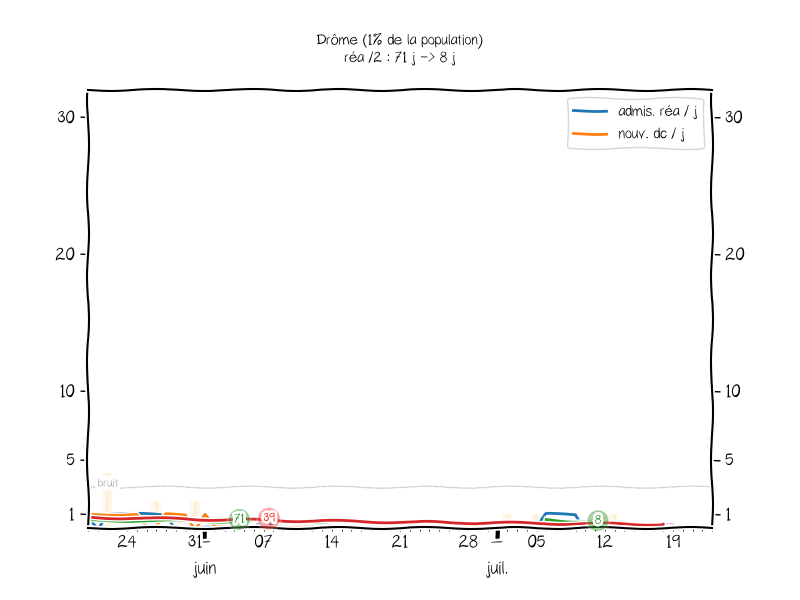 Drôme (1% de la population)
réa /2 : 71 j -> 8 j
admis. réa / j
nouv. dc / j
30 30
20 20
10 10
5 5
bruit
1 1
71 39 8
24 31 07 14 21 28 05 12 19
juin juil.